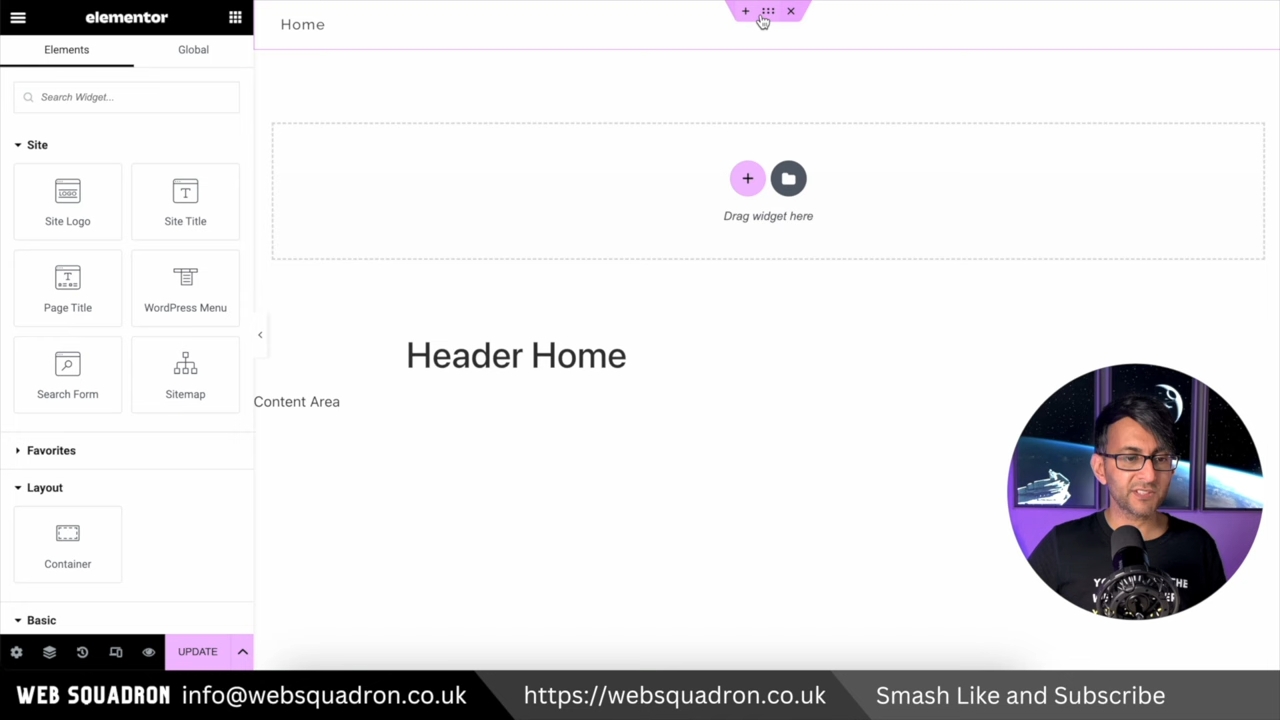 elementor
Home
Elements
Global
Search Widget...
Site
LOGO
Site Logo
T
Site Title
T
Page Title
WordPress Menu
Search Form
Sitemap
Favorites
Layout
Container
Basic
UPDATE
Drag widget here
Header Home
Content Area
WEB SQUADRON info@websquadron.co.uk
https://websquadron.co.uk
Smash Like and Subscribe